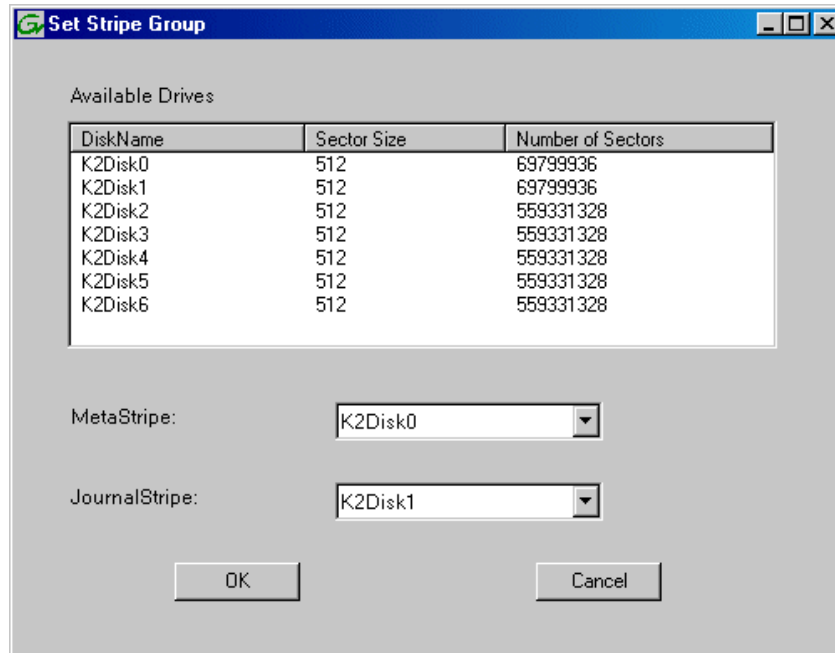 Set Stripe Group
Available Drives
DiskName Sector Size Number of Sectors
K2Disk0 512 69799936
K2Disk1 512 69799936
K2Disk2 512 559331328
K2Disk3 512 559331328
K2Disk4 512 559331328
K2Disk5 512 559331328
K2Disk6 512 559331328
MetaStripe: K2Disk0
JournalStripe: K2Disk1
OK Cancel